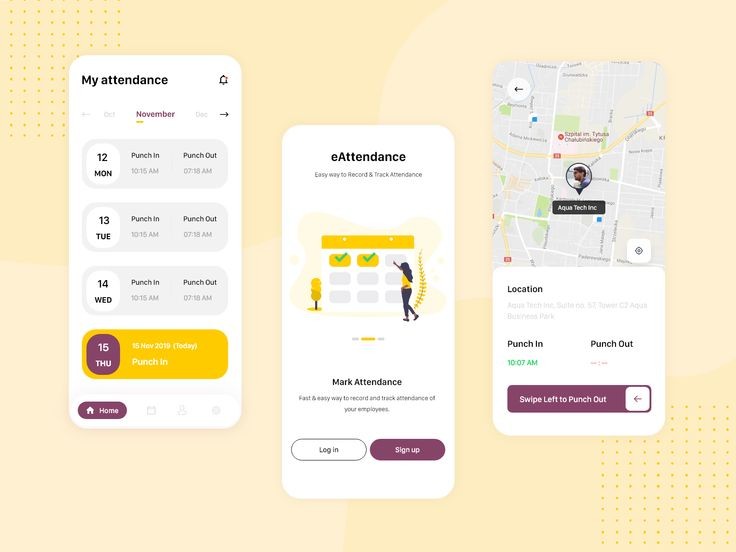 My attendance
Oct
November
Dec
12
MON
Punch In
Punch Out
10:15 AM
07:18 AM
13
TUE
Punch In
Punch Out
10:15 AM
07:18 AM
14
WED
Punch In
Punch Out
10:15 AM
07:18 AM
15
THU
15 Nov 2019 (Today)
Punch In
Home
eAttendance
Easy way to Record & Track Attendance
Mark Attendance
Fast & easy way to record and track attendance of
your employees.
Log in
Sign up
Szpital im. Tytusa
Chałubińskiego
Aqua Tech Inc
Location
Aqua Tech Inc, Suite no. 57, Tower C2 Aqua
Business Park
Punch In
Punch Out
10:07 AM
-- : --
Swipe Left to Punch Out